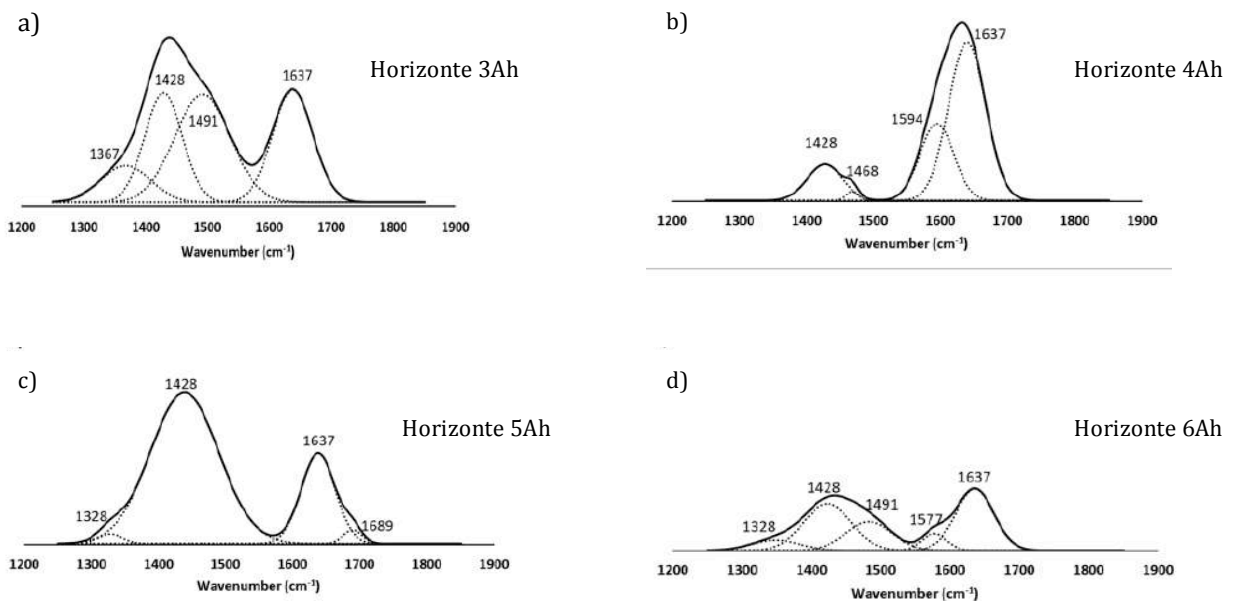 a)
Horizonte 3Ah
1367
1428
1491
1637
1200 1300 1400 1500 1600 1700 1800 1900
Wavenumber (cm⁻¹)
b)
Horizonte 4Ah
1428
1468
1594
1637
1200 1300 1400 1500 1600 1700 1800 1900
Wavenumber (cm⁻¹)
c)
Horizonte 5Ah
1328
1428
1637
1689
1200 1300 1400 1500 1600 1700 1800 1900
Wavenumber (cm⁻¹)
d)
Horizonte 6Ah
1328
1428
1491
1577
1637
1200 1300 1400 1500 1600 1700 1800 1900
Wavenumber (cm⁻¹)